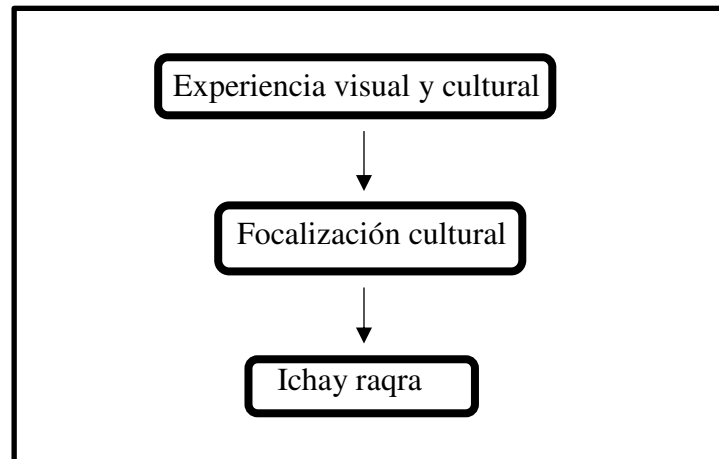 Experiencia visual y cultural
Focalización cultural
Ichay raqra